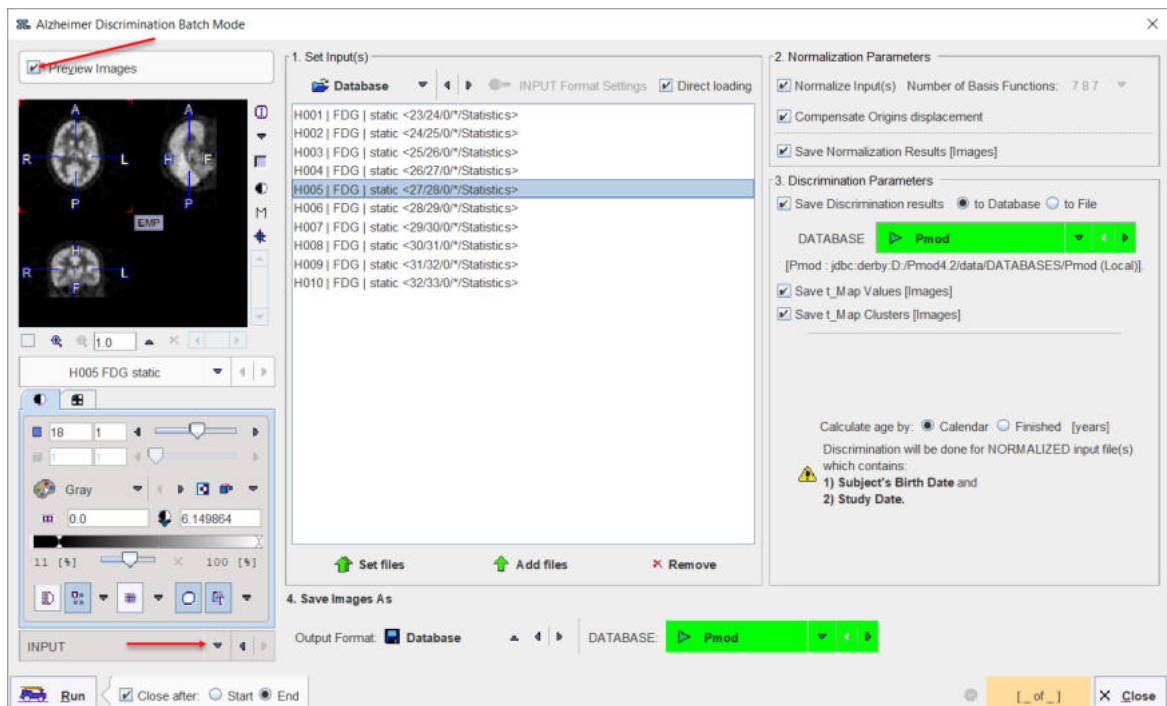 Alzheimer Discrimination Batch Mode
Preview Images
A A
R L H F
P P
EMP
H
R L
F
M
1.0
H005 FDG static
18 1
1 1
Gray
0.0 6.149864
11 [%] 100 [%]
INPUT
1. Set Input(s)
Database INPUT Format Settings Direct loading
H001 | FDG | static <23/24/0/*/Statistics>
H002 | FDG | static <24/25/0/*/Statistics>
H003 | FDG | static <25/26/0/*/Statistics>
H004 | FDG | static <26/27/0/*/Statistics>
H005 | FDG | static <27/28/0/*/Statistics>
H006 | FDG | static <28/29/0/*/Statistics>
H007 | FDG | static <29/30/0/*/Statistics>
H008 | FDG | static <30/31/0/*/Statistics>
H009 | FDG | static <31/32/0/*/Statistics>
H010 | FDG | static <32/33/0/*/Statistics>
Set files Add files Remove
2. Normalization Parameters
Normalize Input(s) Number of Basis Functions: 7 8 7
Compensate Origins displacement
Save Normalization Results [Images]
3. Discrimination Parameters
Save Discrimination results to Database to File
DATABASE Pmod
[Pmod : jdbc:derby:D:/Pmod4.2/data/DATABASES/Pmod (Local)].
Save t_Map Values [Images]
Save t_Map Clusters [Images]
Calculate age by: Calendar Finished [years]
Discrimination will be done for NORMALIZED input file(s)
which contains:
1) Subject's Birth Date and
2) Study Date.
4. Save Images As
Output Format: Database DATABASE: Pmod
Run Close after: Start End [ _ of _ ] Close